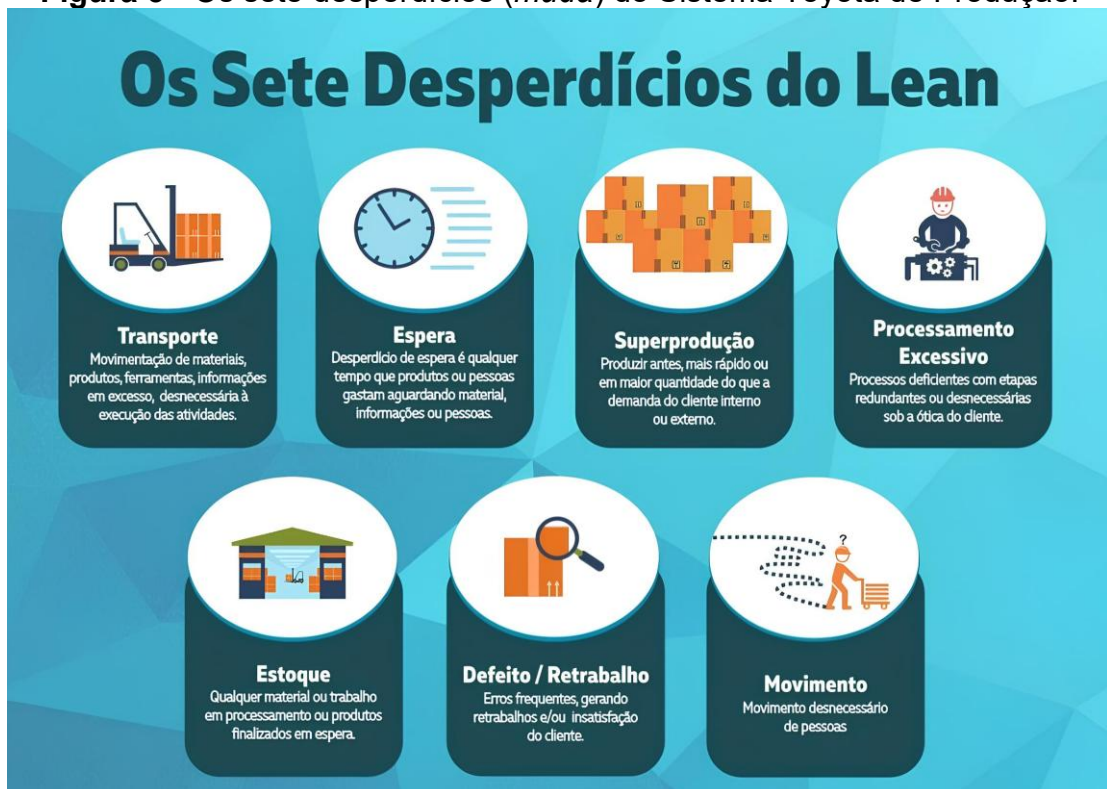 Os sete desperdícios (muda) do Sistema Toyota de Produção.
Os Sete Desperdícios do Lean
Transporte
Movimentação de materiais,
produtos, ferramentas, informações
em excesso, desnecessária à
execução das atividades.
Espera
Desperdício de espera é qualquer
tempo que produtos ou pessoas
gastam aguardando material,
informações ou pessoas.
Superprodução
Produzir antes, mais rápido ou
em maior quantidade do que a
demanda do cliente interno
ou externo.
Processamento
Excessivo
Processos deficientes com etapas
redundantes ou desnecessárias
sob a ótica do cliente.
Estoque
Qualquer material ou trabalho
em processamento ou produtos
finalizados em espera.
Defeito / Retrabalho
Erros frequentes, gerando
retrabalhos e/ou insatisfação
do cliente.
?
Movimento
Movimento desnecessário
de pessoas